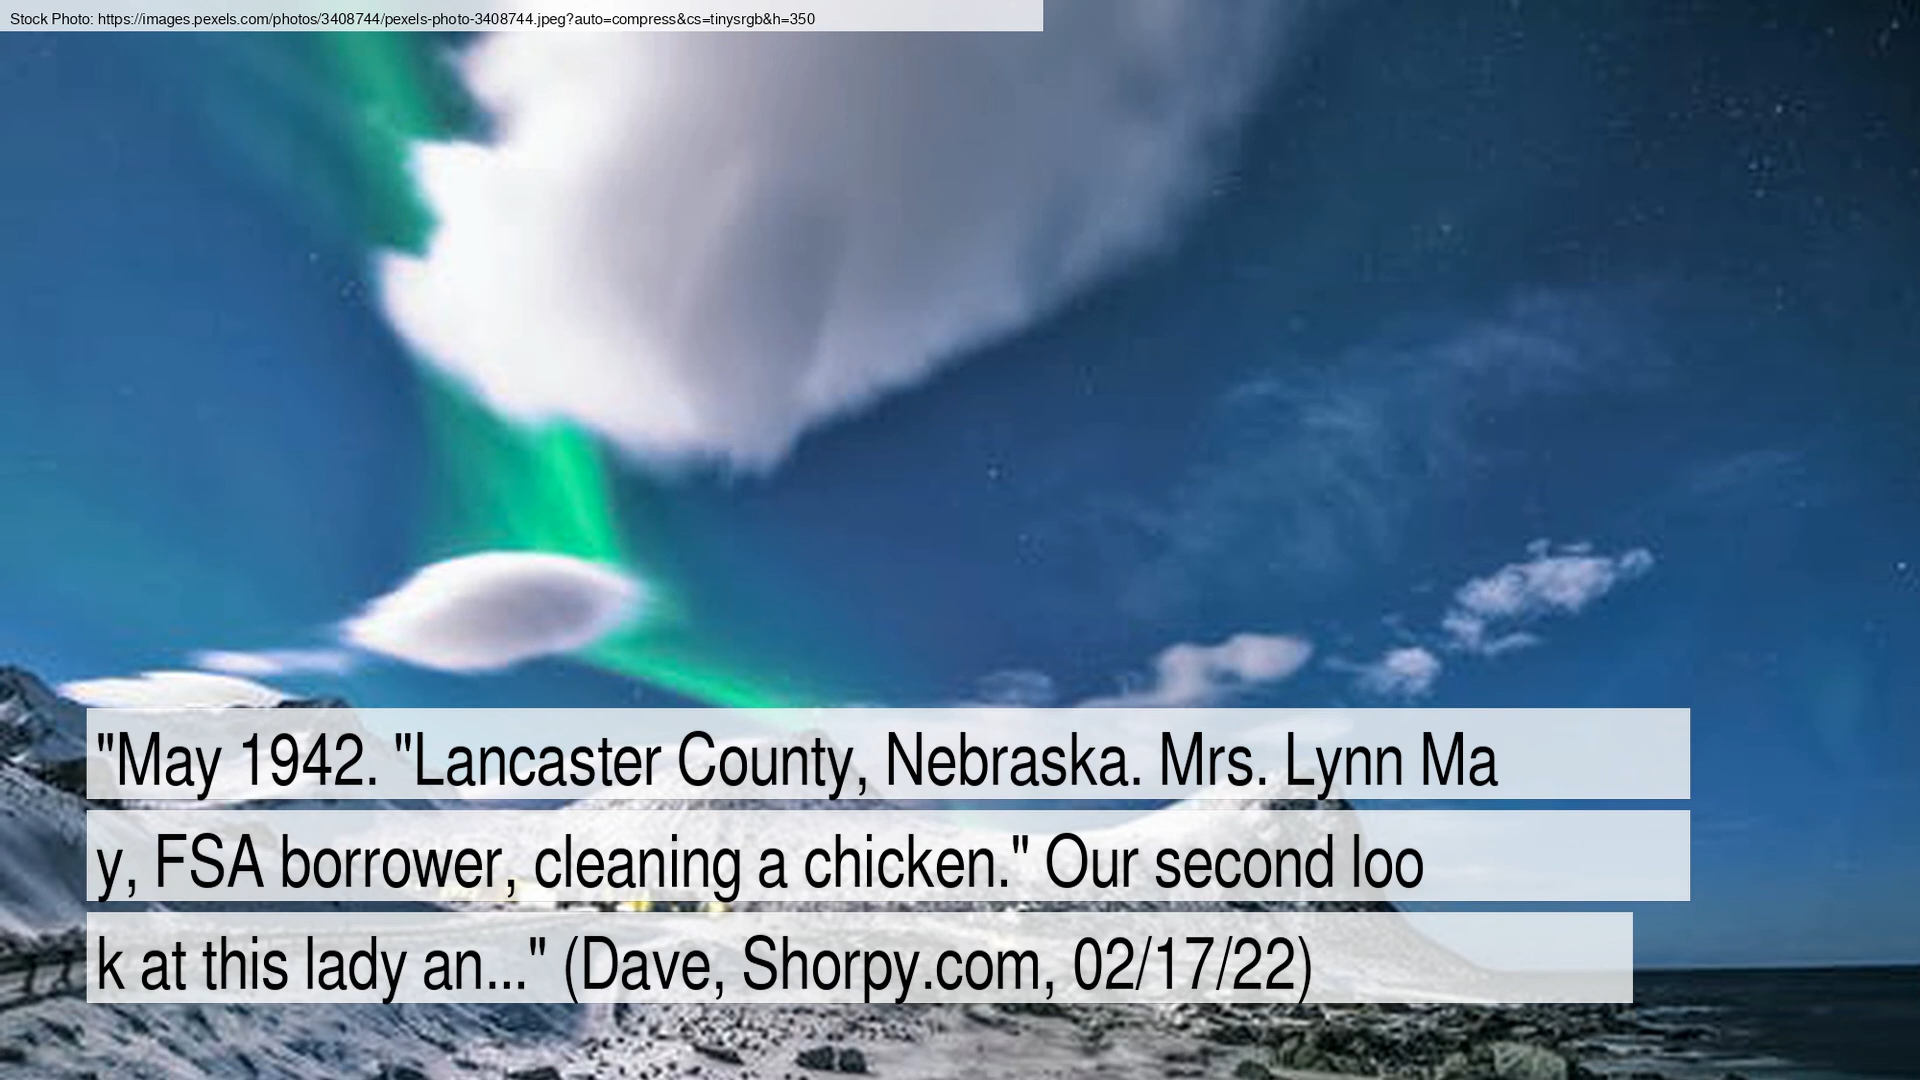 Stock Photo: https://images.pexels.com/photos/3408744/pexels-photo-3408744.jpeg?auto=compress&cs=tinysrgb&h=350
"May 1942. "Lancaster County, Nebraska. Mrs. Lynn Ma
y, FSA borrower, cleaning a chicken." Our second loo
k at this lady an..." (Dave, Shorpy.com, 02/17/22)